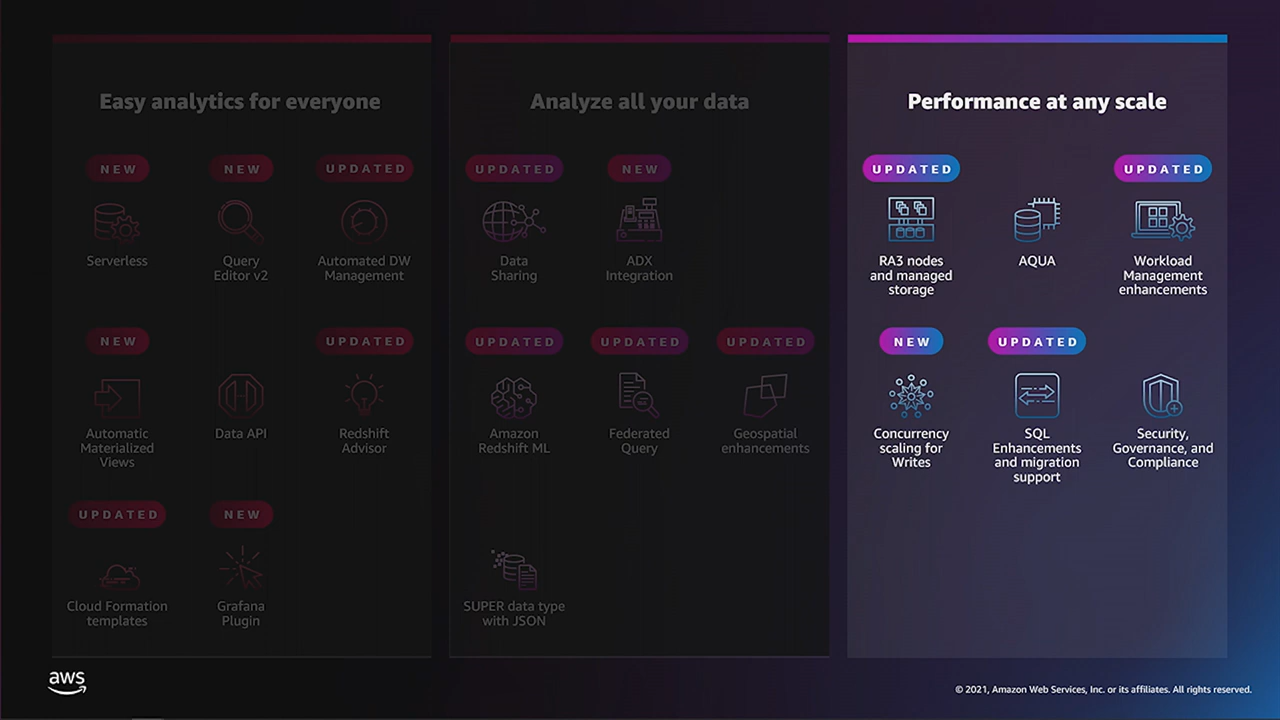 Easy analytics for everyone
NEW
NEW
UPDATED
Serverless
Query
Editor v2
Automated DW
Management
NEW
UPDATED
Automatic
Materialized
Views
Data API
Redshift
Advisor
UPDATED
NEW
Cloud Formation
templates
Grafana
Plugin
Analyze all your data
UPDATED
NEW
Data
Sharing
ADX
Integration
UPDATED
UPDATED
UPDATED
Amazon
Redshift ML
Federated
Query
Geospatial
enhancements
SUPER data type
with JSON
Performance at any scale
UPDATED
UPDATED
RA3 nodes
and managed
storage
AQUA
Workload
Management
enhancements
NEW
UPDATED
Concurrency
scaling for
Writes
SQL
Enhancements
and migration
support
Security,
Governance, and
Compliance
aws
© 2021, Amazon Web Services, Inc. or its affiliates. All rights reserved.